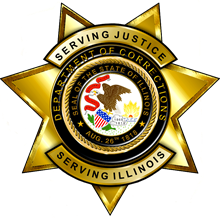 SERVING JUSTICE
DEPARTMENT OF CORRECTIONS
SEAL OF THE STATE OF ILLINOIS
AUG. 26TH 1818
SERVING ILLINOIS